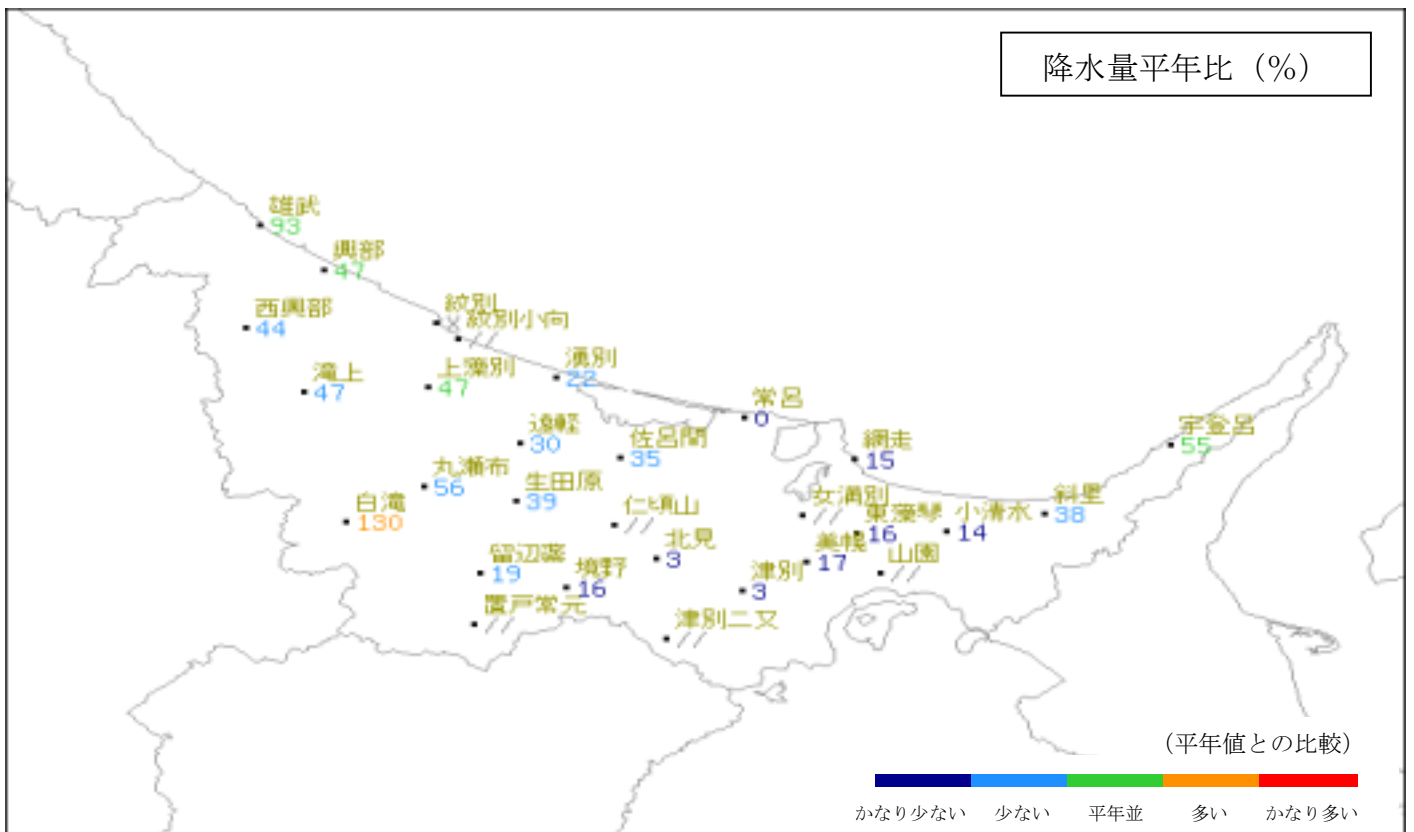 降水量平年比（％）
雄武
93
興部
47
西興部
44
紋別
×
紋別小向
//
滝上
47
上藻別
47
湧別
22
常呂
0
遠軽
30
佐呂間
35
網走
15
宇登呂
55
丸瀬布
56
生田原
39
白滝
130
仁頃山
//
女満別
//
東藻琴
16
小清水
14
斜里
38
北見
3
美幌
17
山園
//
留辺蘂
19
境野
16
津別
3
置戸常元
//
津別二又
//
（平年値との比較）
かなり少ない 少ない 平年並 多い かなり多い